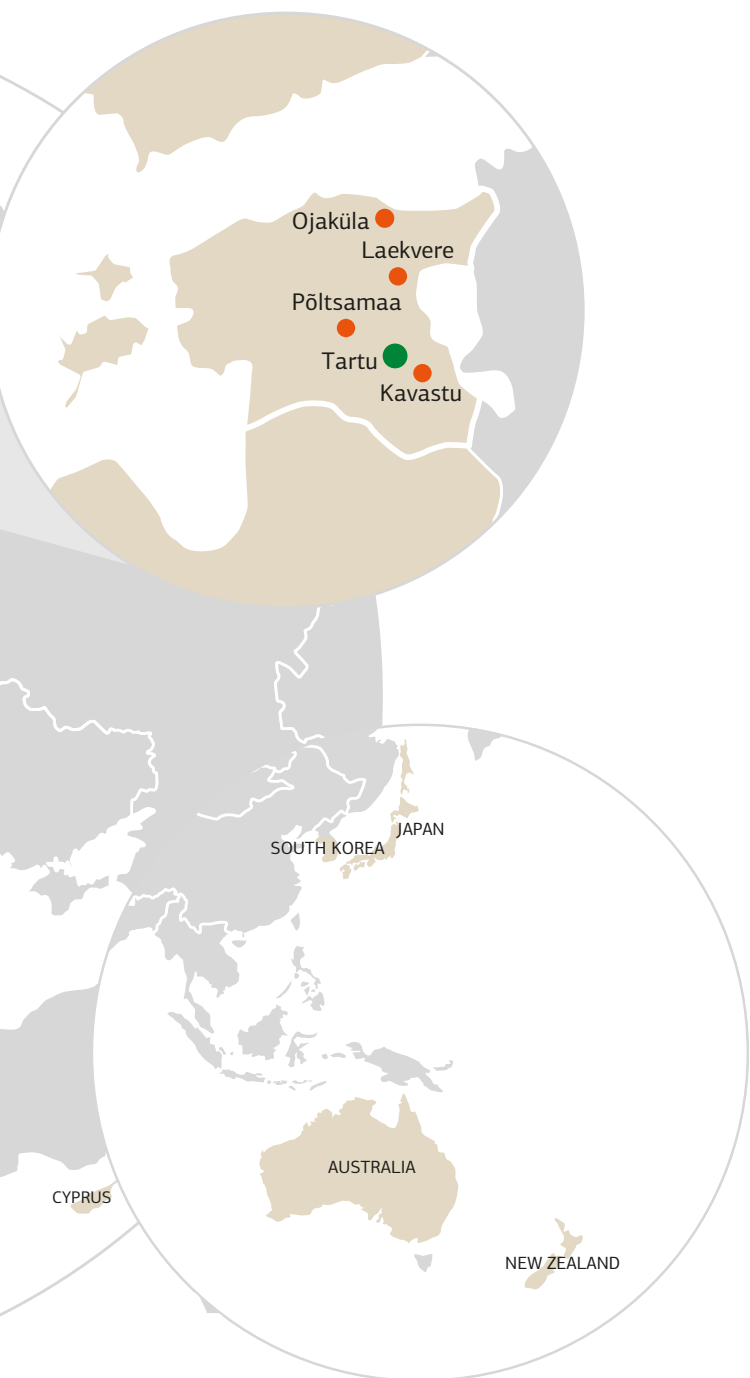 Ojaküla
Laekvere
Põltsamaa
Tartu
Kavastu
JAPAN
SOUTH KOREA
AUSTRALIA
CYPRUS
NEW ZEALAND